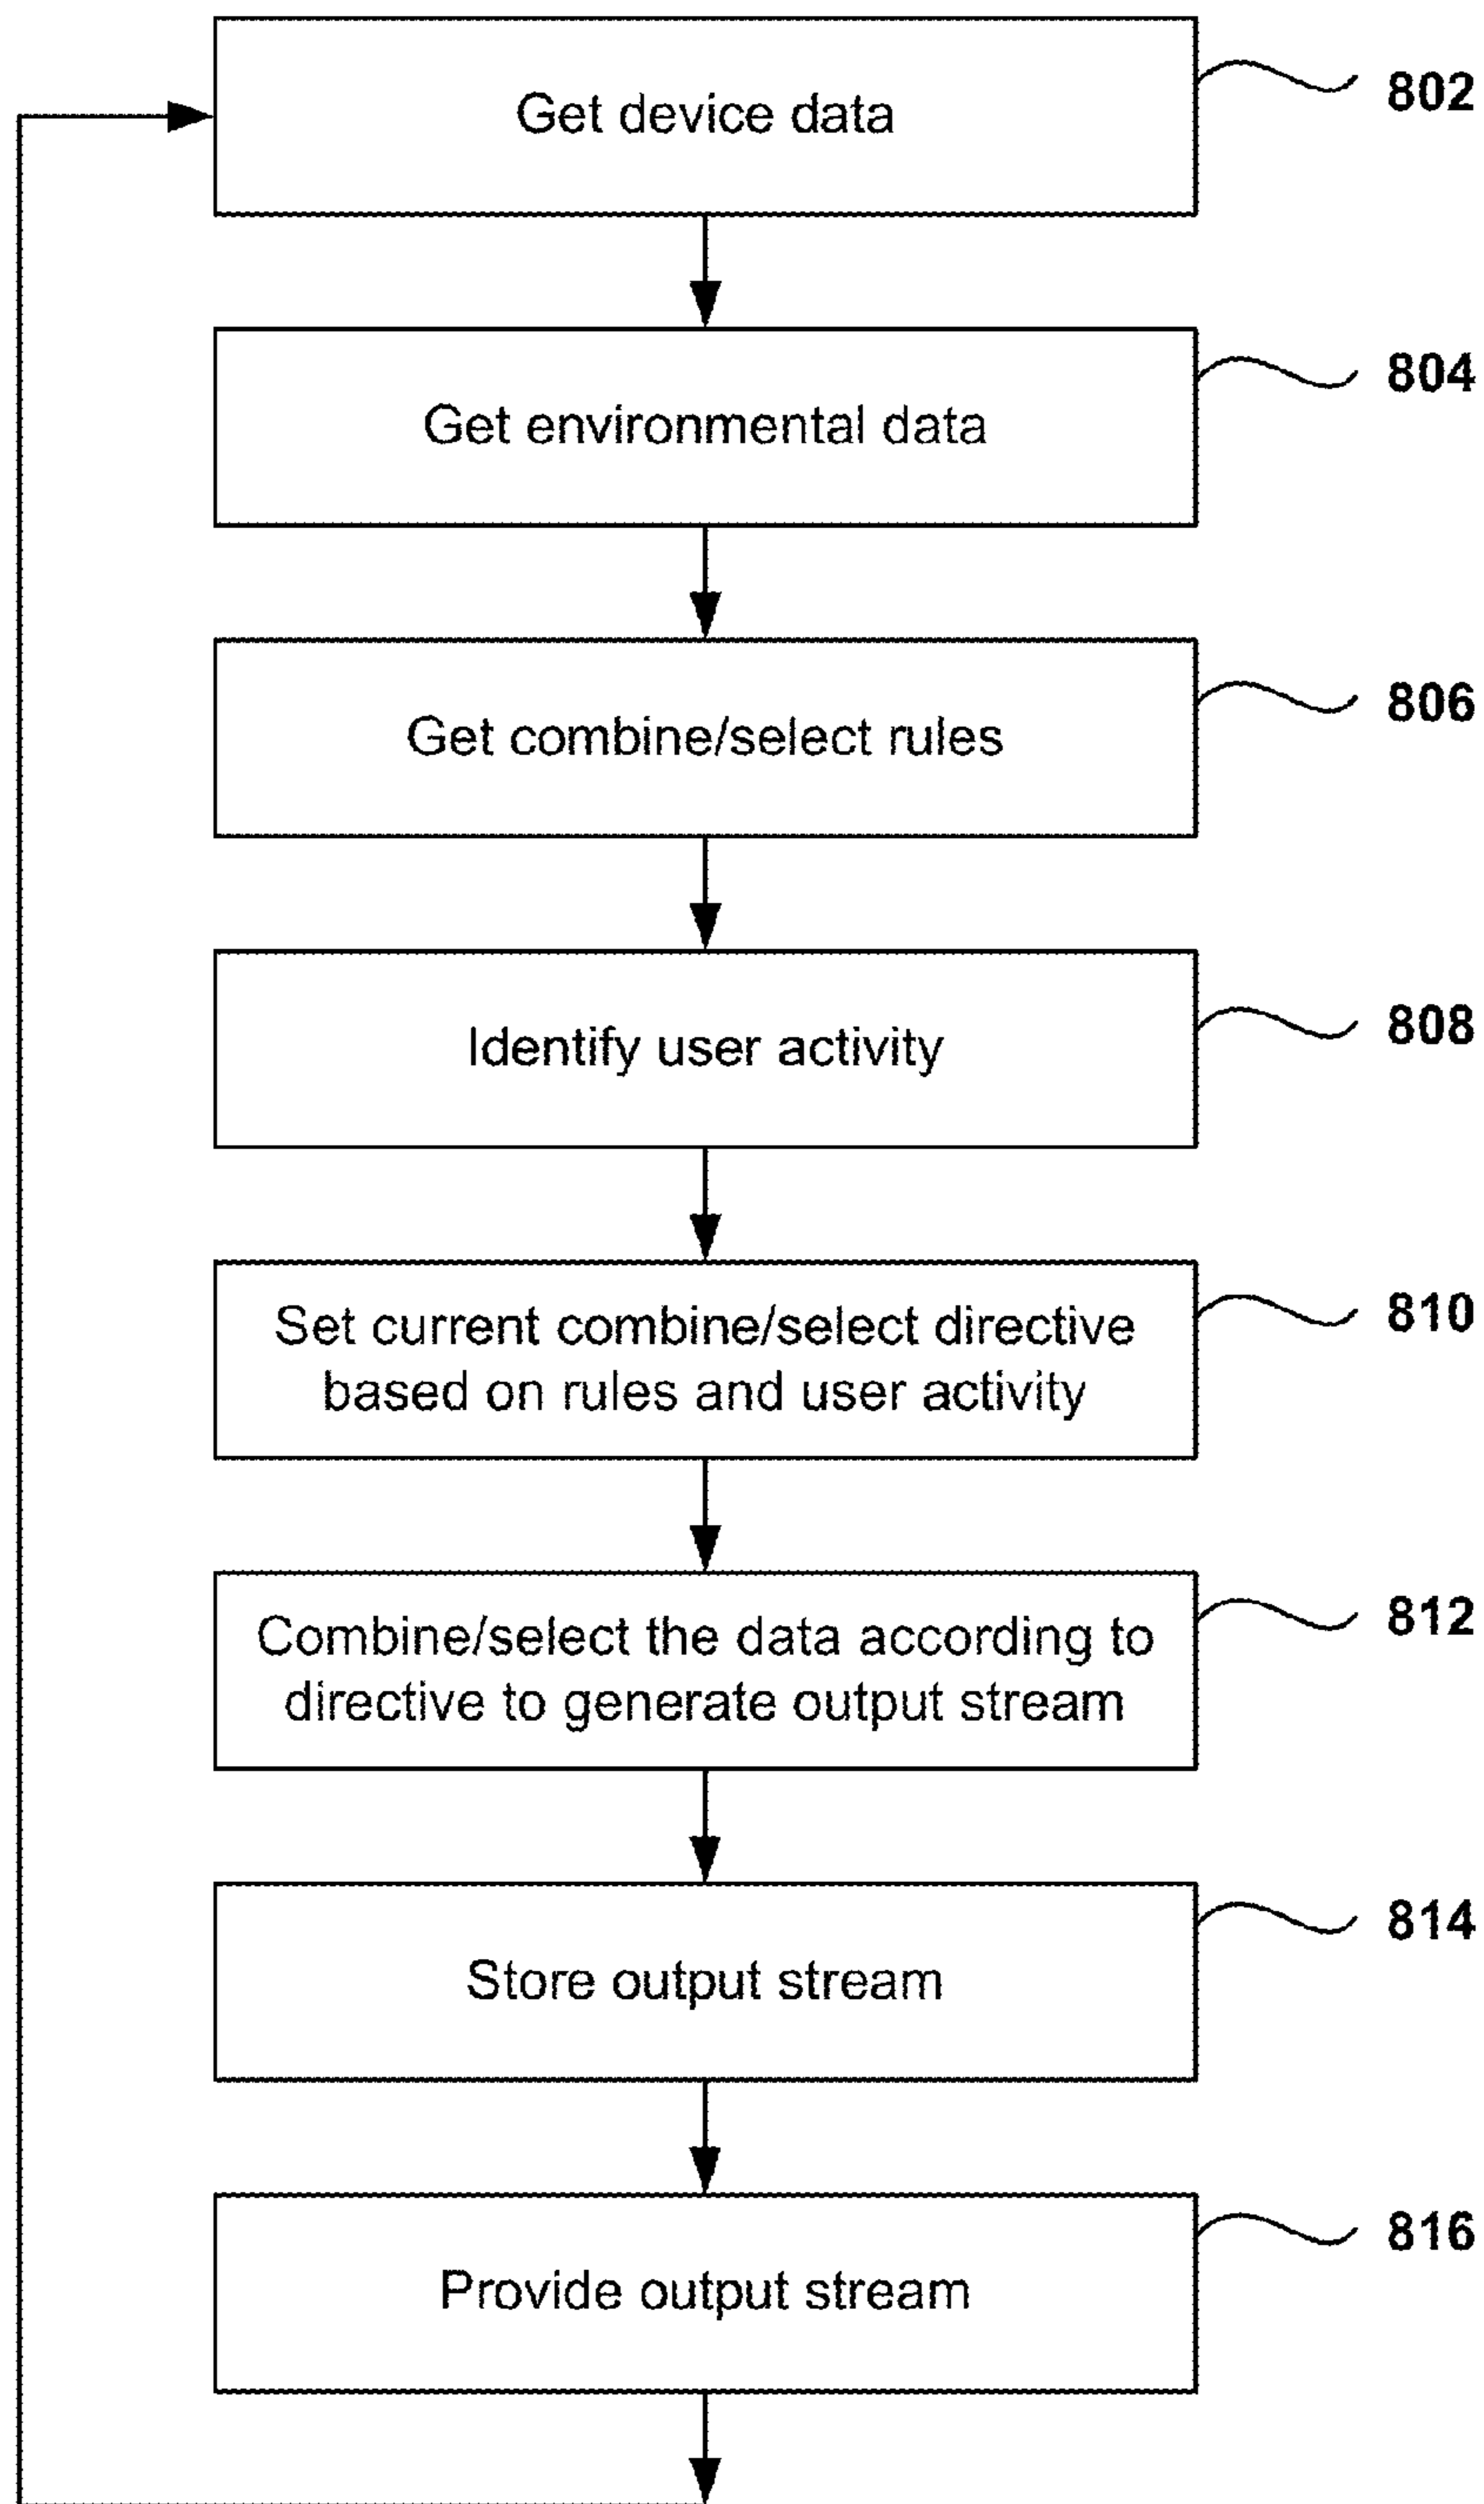 Get device data
802
Get environmental data
804
Get combine/select rules
806
Identify user activity
808
Set current combine/select directive
based on rules and user activity
810
Combine/select the data according to
directive to generate output stream
812
Store output stream
814
Provide output stream
816